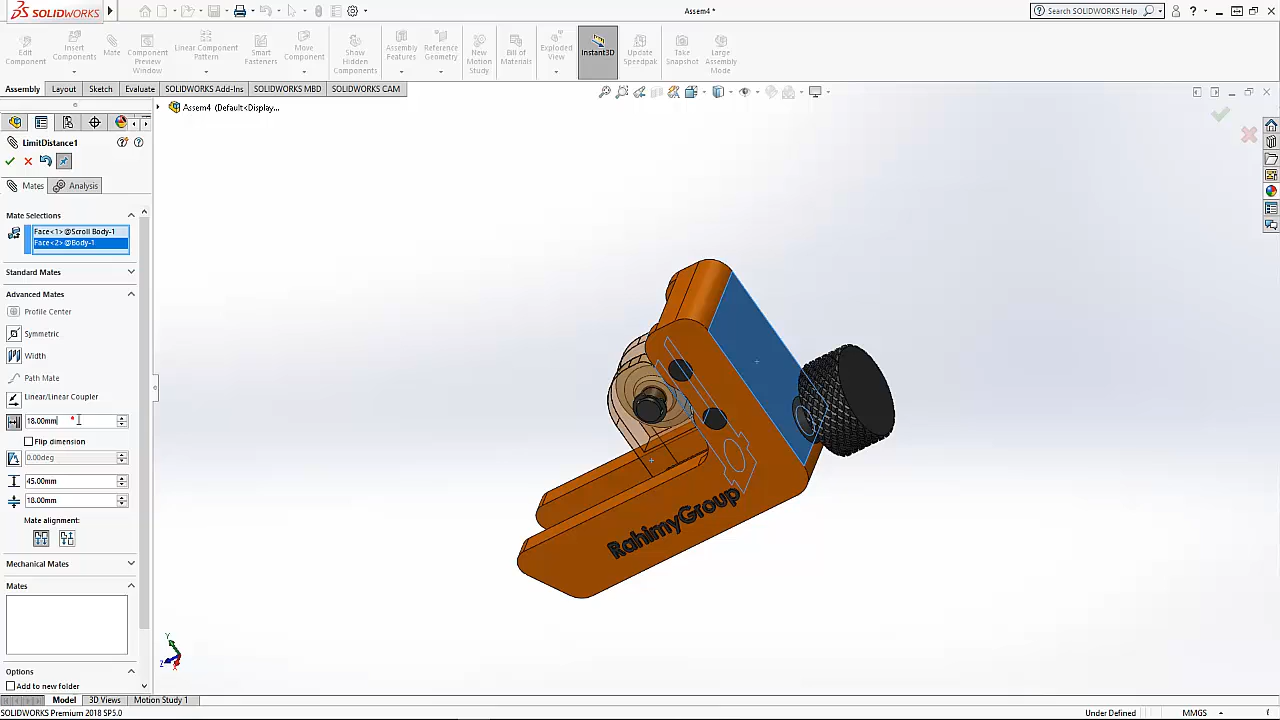 SOLIDWORKS
Assem4 *
Search SOLIDWORKS Help
Edit Component
Insert Components
Mate
Component Preview Window
Linear Component Pattern
Smart Fasteners
Move Component
Show Hidden Components
Assembly Features
Reference Geometry
New Motion Study
Bill of Materials
Exploded View
Instant3D
Update Speedpak
Take Snapshot
Large Assembly Mode
Assembly Layout Sketch Evaluate SOLIDWORKS Add-Ins SOLIDWORKS MBD SOLIDWORKS CAM
Assem4 (Default<Display...
LimitDistance1
Mates Analysis
Mate Selections
Face<1>@Scroll Body-1
Face<2>@Body-1
Standard Mates
Advanced Mates
Profile Center
Symmetric
Width
Path Mate
Linear/Linear Coupler
18.00mm
Flip dimension
0.00deg
45.00mm
18.00mm
Mate alignment:
Mechanical Mates
Mates
Options
Add to new folder
RahimyGroup
Y
Z
X
Model 3D Views Motion Study 1
SOLIDWORKS Premium 2018 SP5.0
Under Defined MMGS